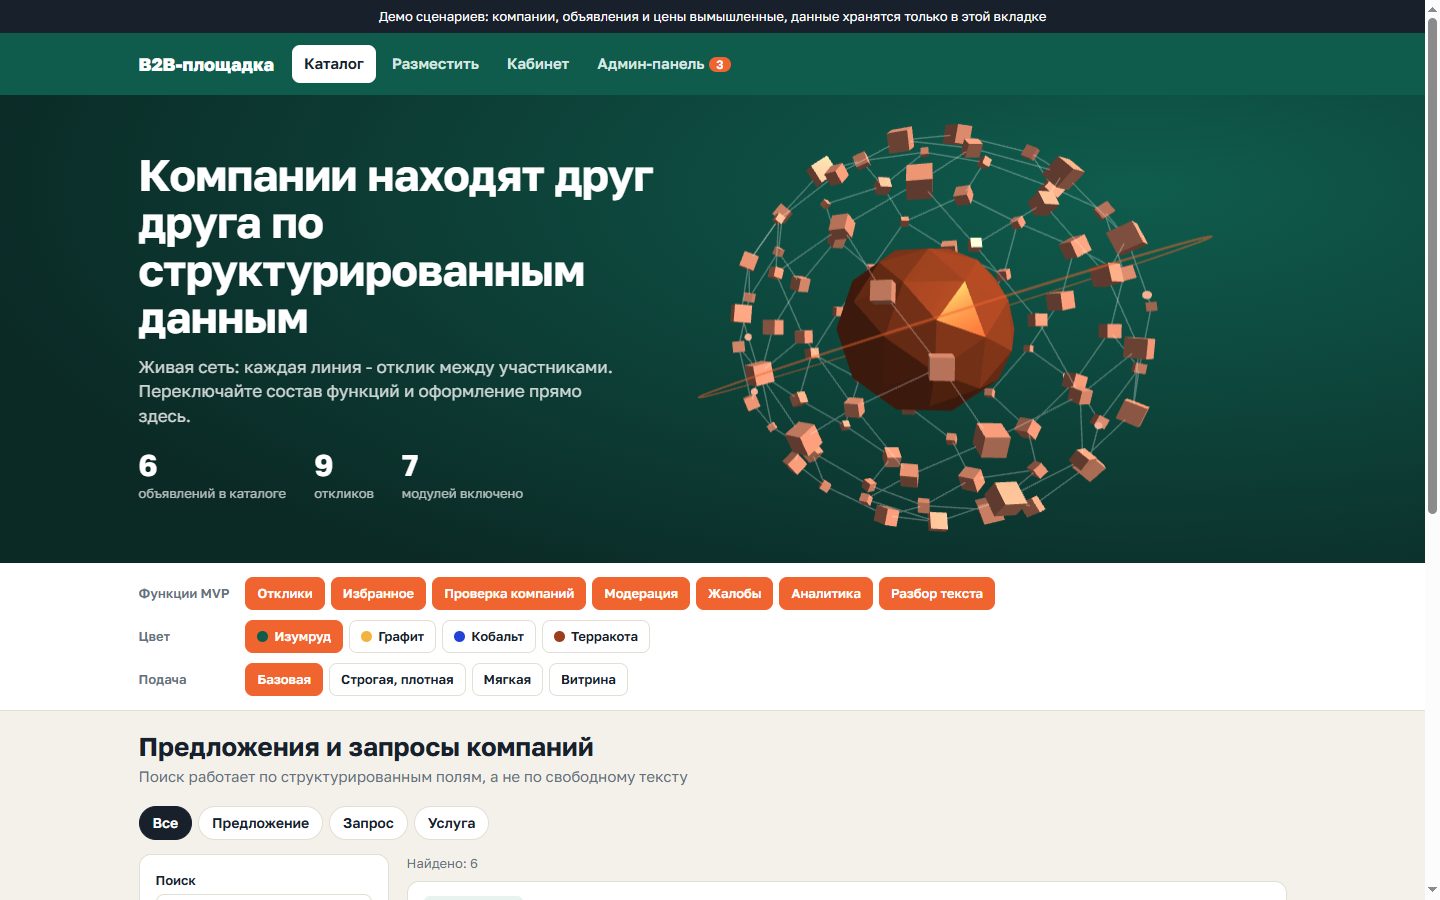 Демо сценариев: компании, объявления и цены вымышленные, данные хранятся только в этой вкладке
B2B-площадка Каталог Разместить Кабинет Админ-панель 3
Компании находят друг
друга по
структурированным
данным
Живая сеть: каждая линия - отклик между участниками.
Переключайте состав функций и оформление прямо
здесь.
6 9 7
объявлений в каталоге откликов модулей включено
Функции MVP Отклики Избранное Проверка компаний Модерация Жалобы Аналитика Разбор текста
Цвет Изумруд Графит Кобальт Терракота
Подача Базовая Строгая, плотная Мягкая Витрина
Предложения и запросы компаний
Поиск работает по структурированным полям, а не по свободному тексту
Все Предложение Запрос Услуга
Найдено: 6
Поиск